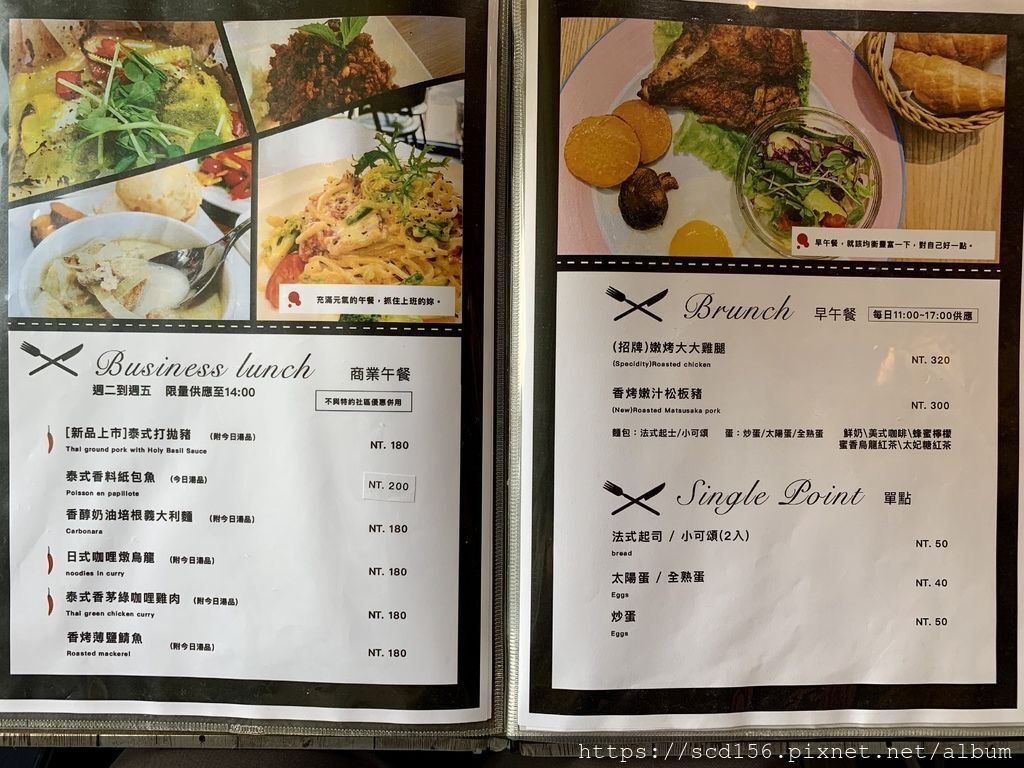 充滿元氣的午餐，抓住上班的妳。
Business lunch 商業午餐
週二到週五 限量供應至14:00
不與特約社區優惠併用
[新品上市]泰式打拋豬 (附今日湯品) NT. 180
Thai ground pork with Holy Basil Sauce
泰式香料紙包魚 (今日湯品) NT. 200
Poisson en papillote
香醇奶油培根義大利麵 (附今日湯品) NT. 180
Carbonara
日式咖哩燉烏龍 (附今日湯品) NT. 180
noodles in curry
泰式香茅綠咖哩雞肉 (附今日湯品) NT. 180
Thai green chicken curry
香烤薄鹽鯖魚 (附今日湯品) NT. 180
Roasted mackerel
早午餐，就該均衡豐富一下，對自己好一點。
Brunch 早午餐 每日11:00~17:00供應
(招牌)嫩烤大大雞腿 NT. 320
(Specidity)Roasted chicken
香烤嫩汁松板豬 NT. 300
(New)Roasted Matsusaka pork
麵包：法式起士/小可頌 蛋：炒蛋/太陽蛋/全熟蛋 鮮奶\美式咖啡\蜂蜜檸檬
蜜香烏龍紅茶\太妃糖紅茶
Single Point 單點
法式起司 / 小可頌(2入) NT. 50
bread
太陽蛋 / 全熟蛋 NT. 40
Eggs
炒蛋 NT. 50
Eggs
https://scd156.pixnet.net/album